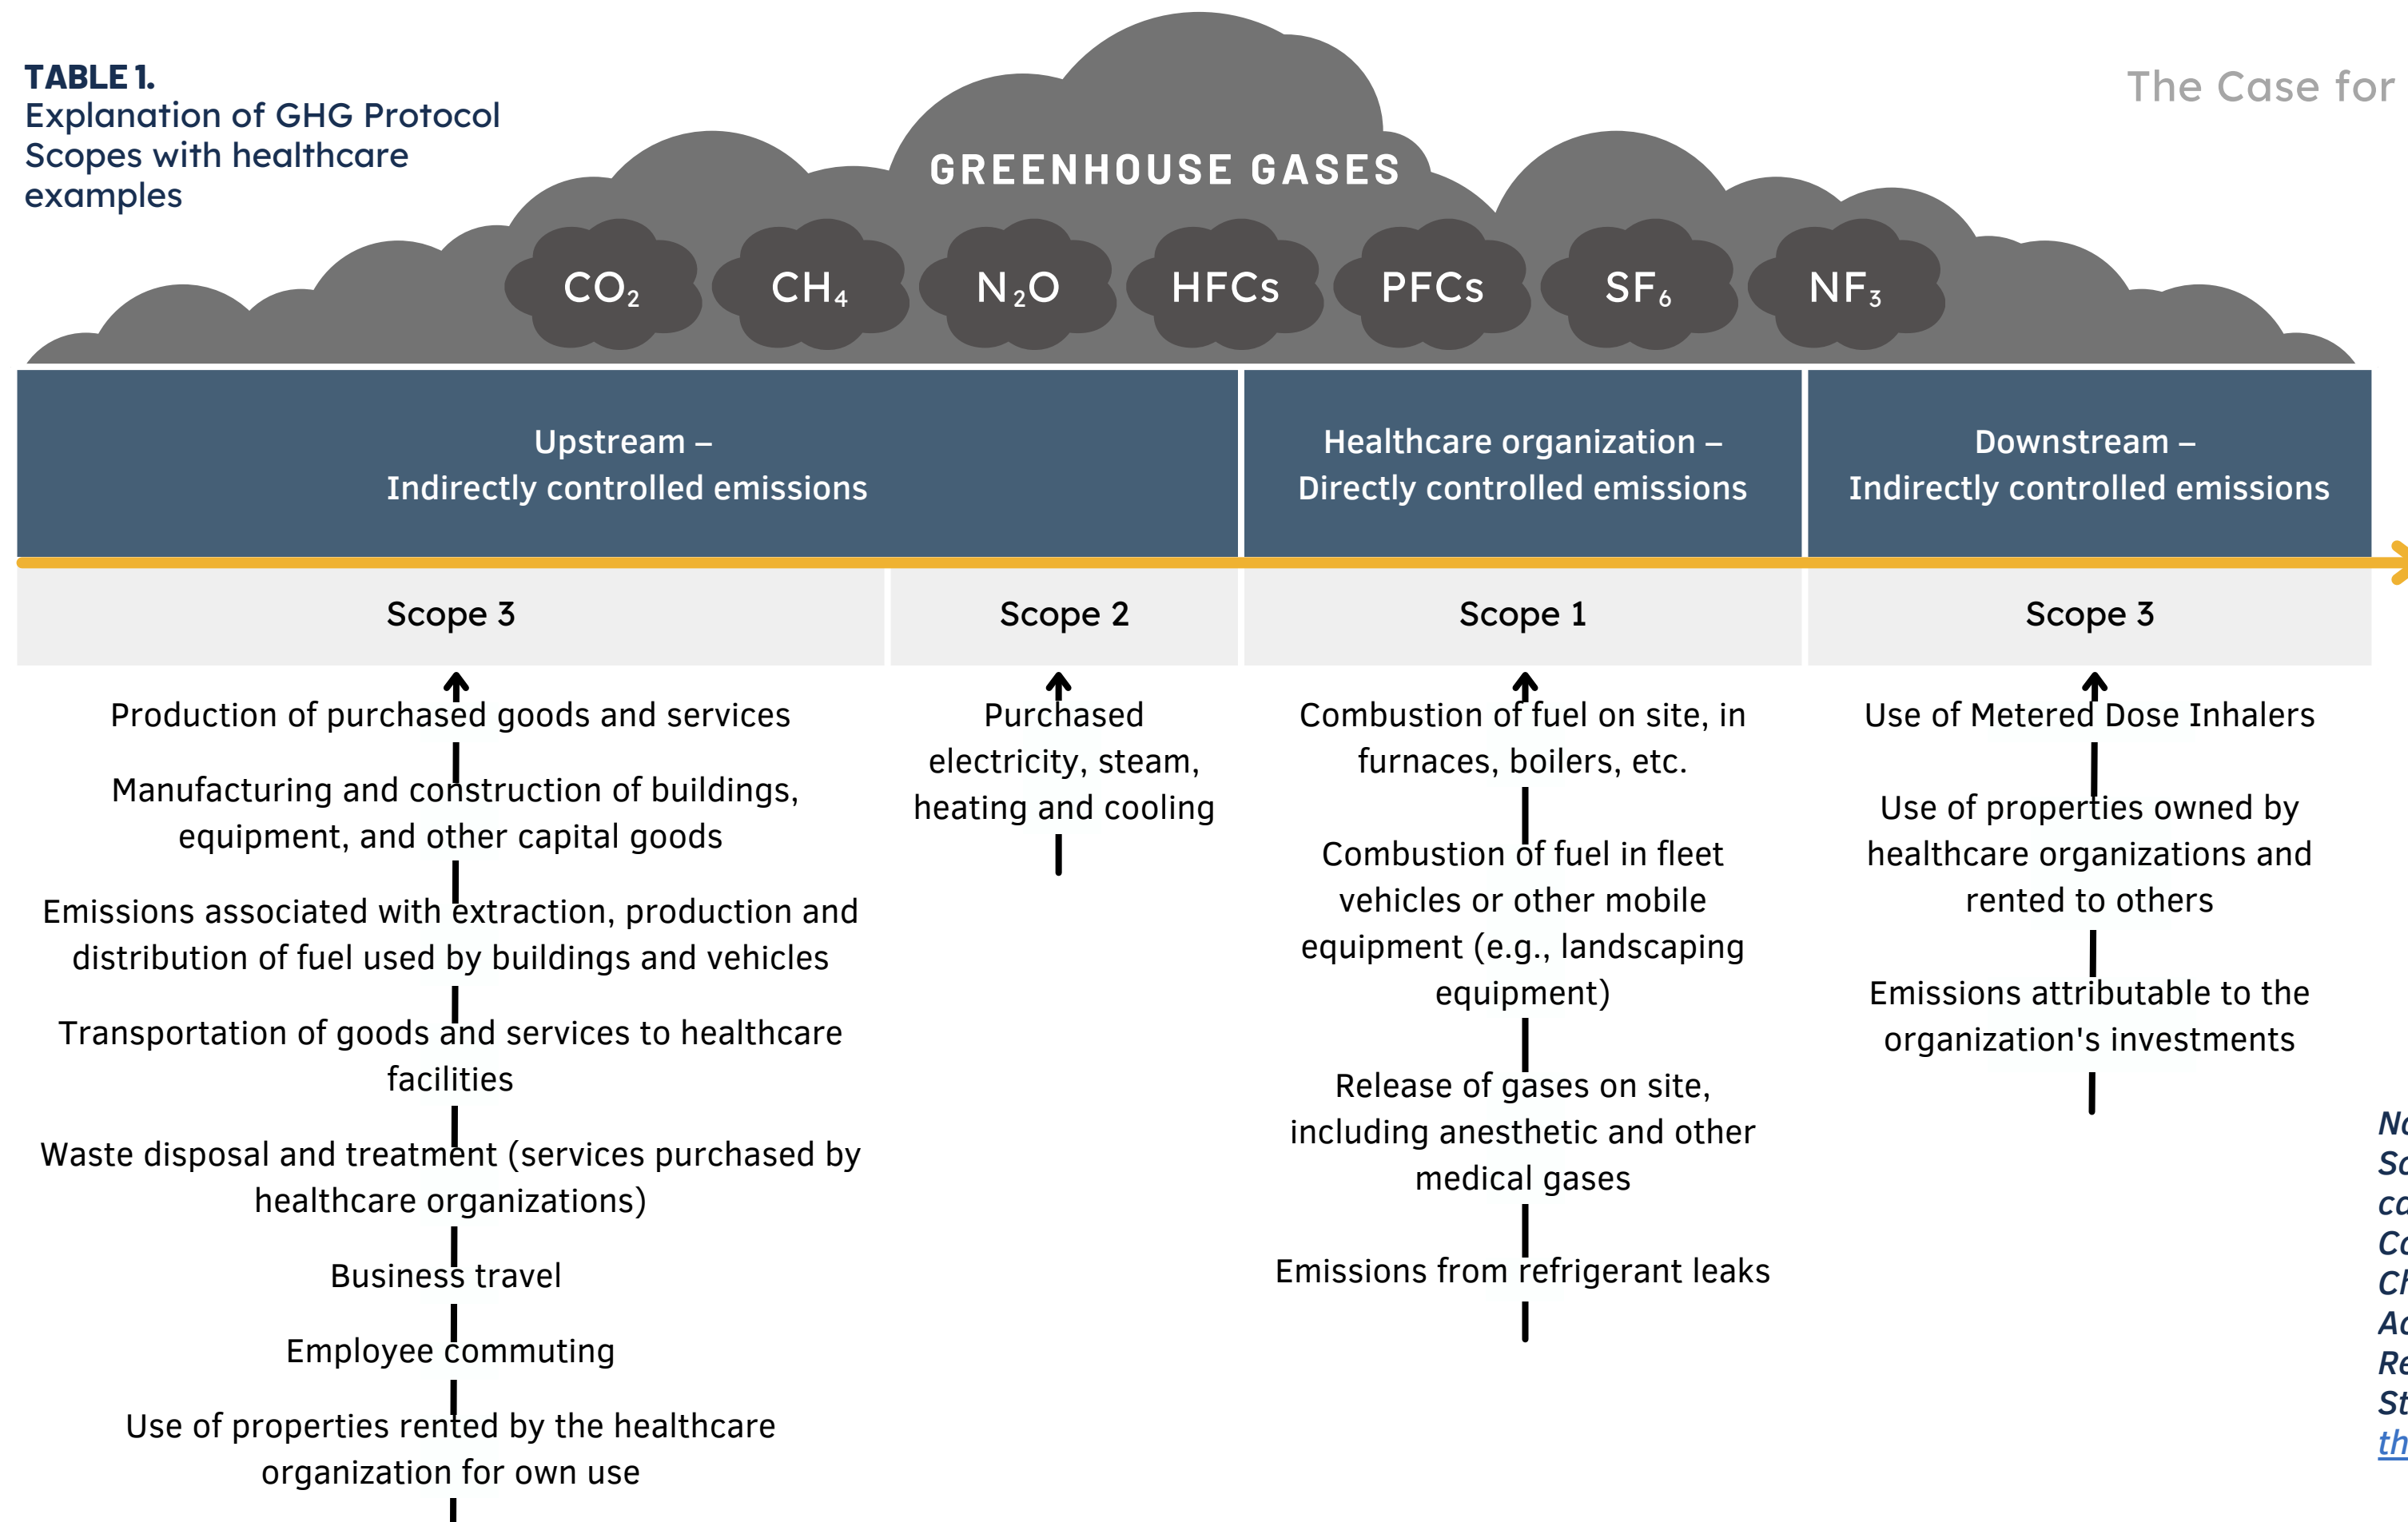 TABLE 1.
Explanation of GHG Protocol
Scopes with healthcare
examples
The Case for
GREENHOUSE GASES
CO₂ CH₄ N₂O HFCs PFCs SF₆ NF₃
Upstream –
Indirectly controlled emissions
Healthcare organization –
Directly controlled emissions
Downstream –
Indirectly controlled emissions
Scope 3
Scope 2
Scope 1
Scope 3
Production of purchased goods and services
Manufacturing and construction of buildings,
equipment, and other capital goods
Emissions associated with extraction, production and
distribution of fuel used by buildings and vehicles
Transportation of goods and services to healthcare
facilities
Waste disposal and treatment (services purchased by
healthcare organizations)
Business travel
Employee commuting
Use of properties rented by the healthcare
organization for own use
Purchased
electricity, steam,
heating and cooling
Combustion of fuel on site, in
furnaces, boilers, etc.
Combustion of fuel in fleet
vehicles or other mobile
equipment (e.g., landscaping
equipment)
Release of gases on site,
including anesthetic and other
medical gases
Emissions from refrigerant leaks
Use of Metered Dose Inhalers
Use of properties owned by
healthcare organizations and
rented to others
Emissions attributable to the
organization's investments